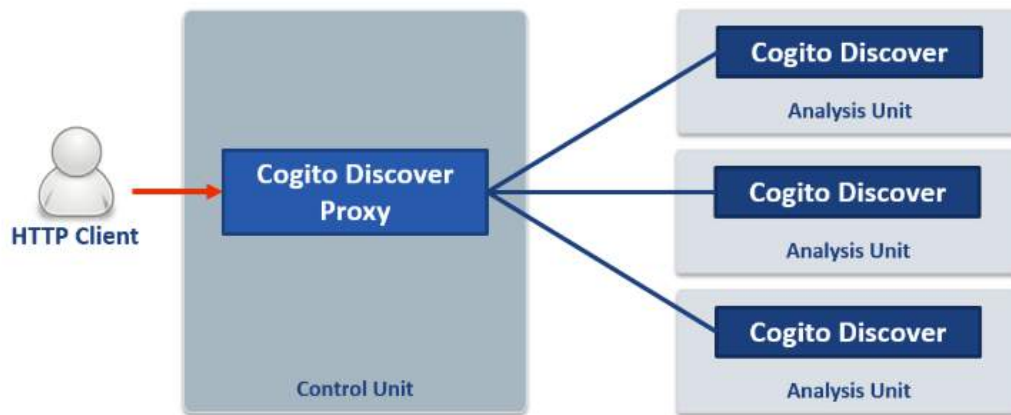 HTTP Client
Cogito Discover
Proxy
Control Unit
Cogito Discover
Analysis Unit
Cogito Discover
Analysis Unit
Cogito Discover
Analysis Unit